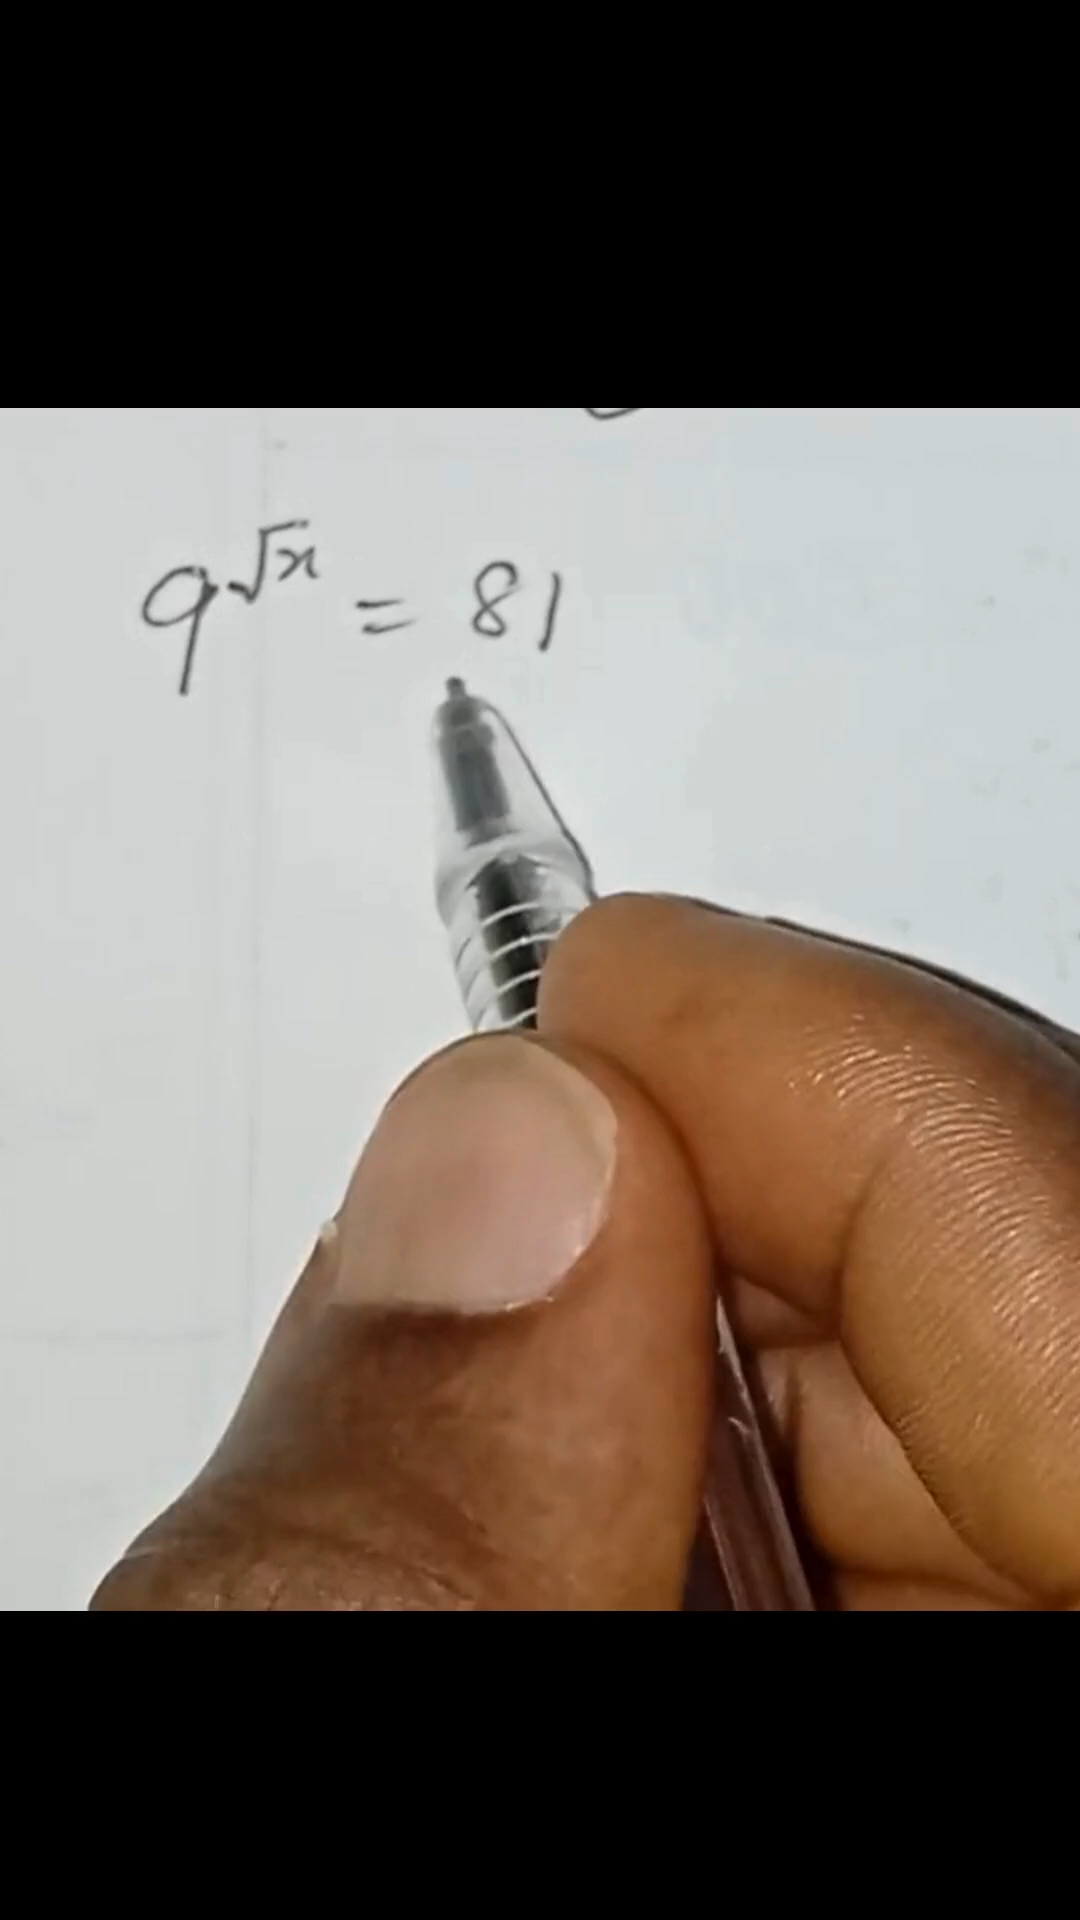 9^√x = 81